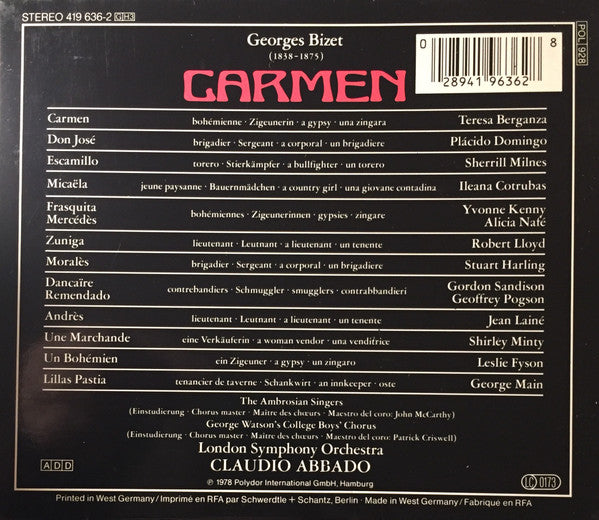 STEREO 419 636-2 GH3
Georges Bizet
(1838-1875)
CARMEN
0 28941 96362 8
POL 928
Carmen bohémienne · Zigeunerin · a gypsy · una zingara Teresa Berganza
Don José brigadier · Sergeant · a corporal · un brigadiere Plácido Domingo
Escamillo torero · Stierkämpfer · a bullfighter · un torero Sherrill Milnes
Micaëla jeune paysanne · Bauernmädchen · a country girl · una giovane contadina Ileana Cotrubas
Frasquita Yvonne Kenny
bohémiennes · Zigeunerinnen · gypsies · zingare
Mercédès Alicia Nafé
Zuniga lieutenant · Leutnant · a lieutenant · un tenente Robert Lloyd
Moralès brigadier · Sergeant · a corporal · un brigadiere Stuart Harling
Dancaïre Gordon Sandison
contrebandiers · Schmuggler · smugglers · contrabbandieri
Remendado Geoffrey Pogson
Andrès lieutenant · Leutnant · a lieutenant · un tenente Jean Lainé
Une Marchande eine Verkäuferin · a woman vendor · una venditrice Shirley Minty
Un Bohémien ein Zigeuner · a gypsy · un zingaro Leslie Fyson
Lillas Pastia tenancier de taverne · Schankwirt · an innkeeper · oste George Main
The Ambrosian Singers
(Einstudierung · Chorus master · Maître des chœurs · Maestro del coro: John McCarthy)
George Watson's College Boys' Chorus
(Einstudierung · Chorus master · Maître des chœurs · Maestro del coro: Patrick Criswell)
London Symphony Orchestra
CLAUDIO ABBADO
ADD
℗ 1978 Polydor International GmbH, Hamburg
LC 0173
Printed in West Germany / Imprimé en RFA par Schwerdtle + Schantz, Berlin · Made in West Germany / Fabriqué en RFA